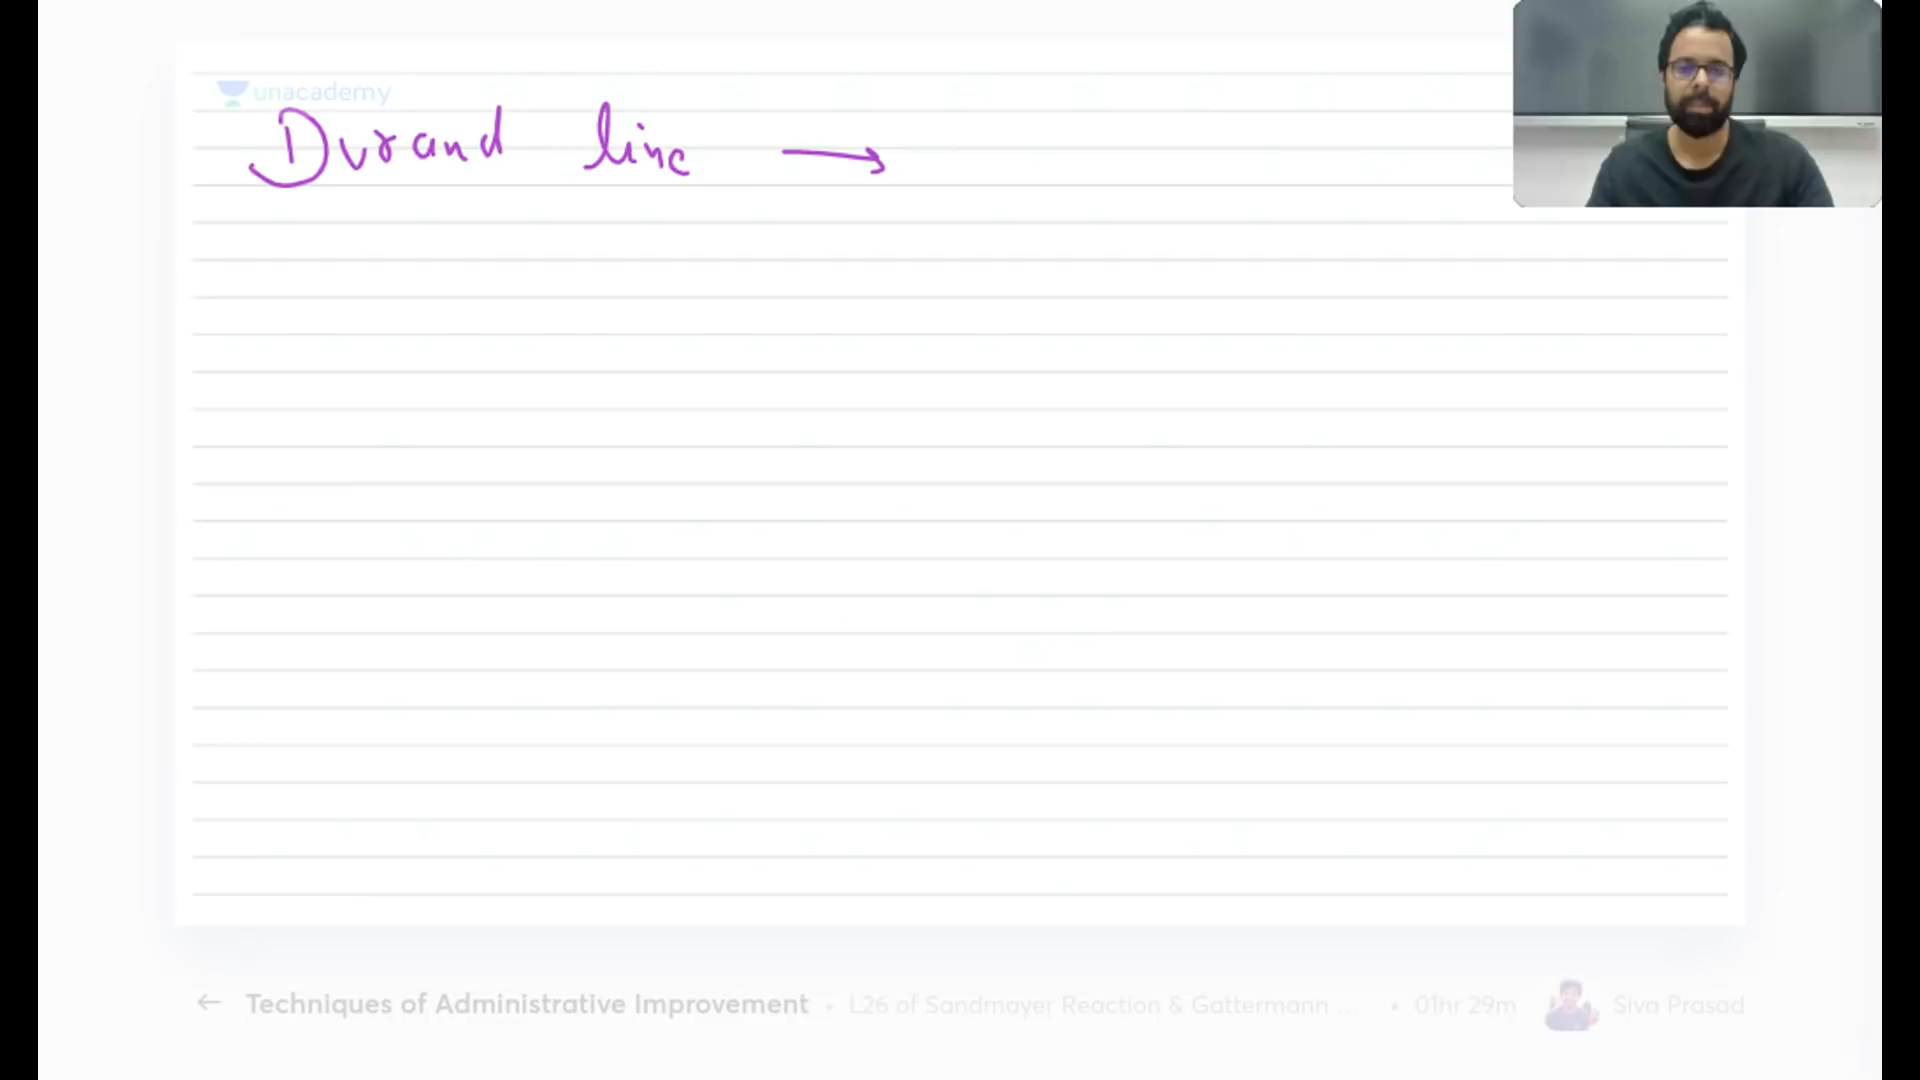 unacademy
Durand line →
Techniques of Administrative Improvement • L26 of Sandmayer Reaction & Gattermann ... • 01hr 29m Siva Prasad